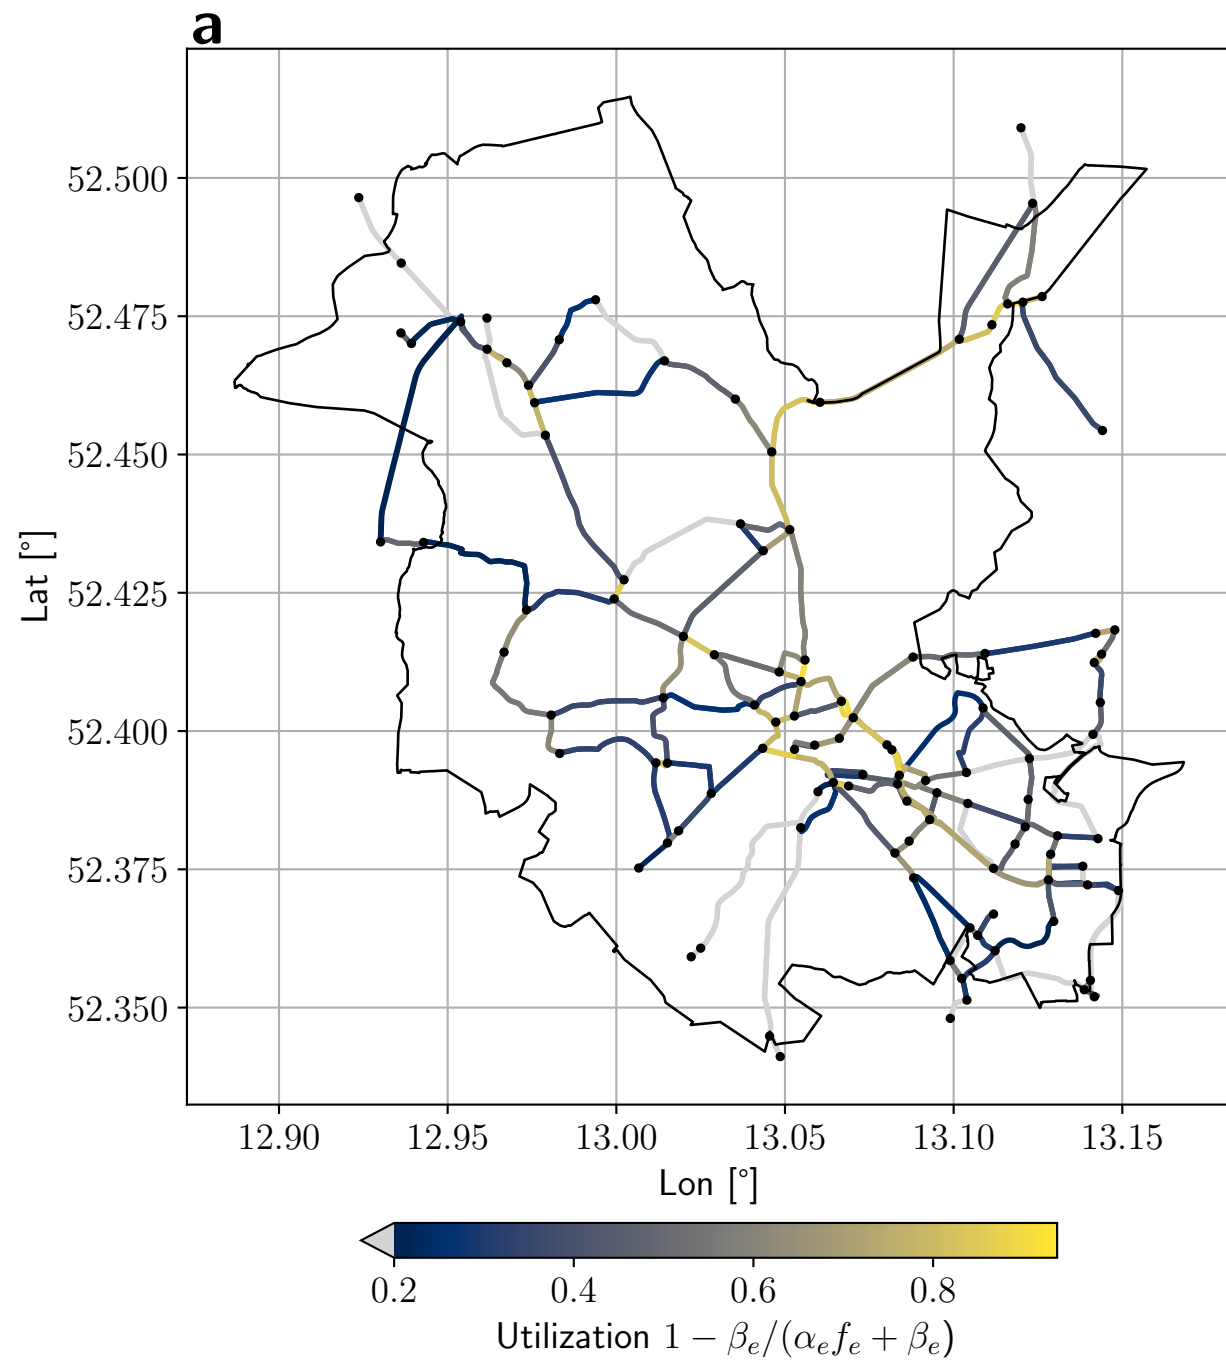 a
52.500
52.475
52.450
52.425
52.400
52.375
52.350
Lat [°]
12.90 12.95 13.00 13.05 13.10 13.15
Lon [°]
0.2 0.4 0.6 0.8
Utilization 1 − βₑ/(αₑfₑ + βₑ)